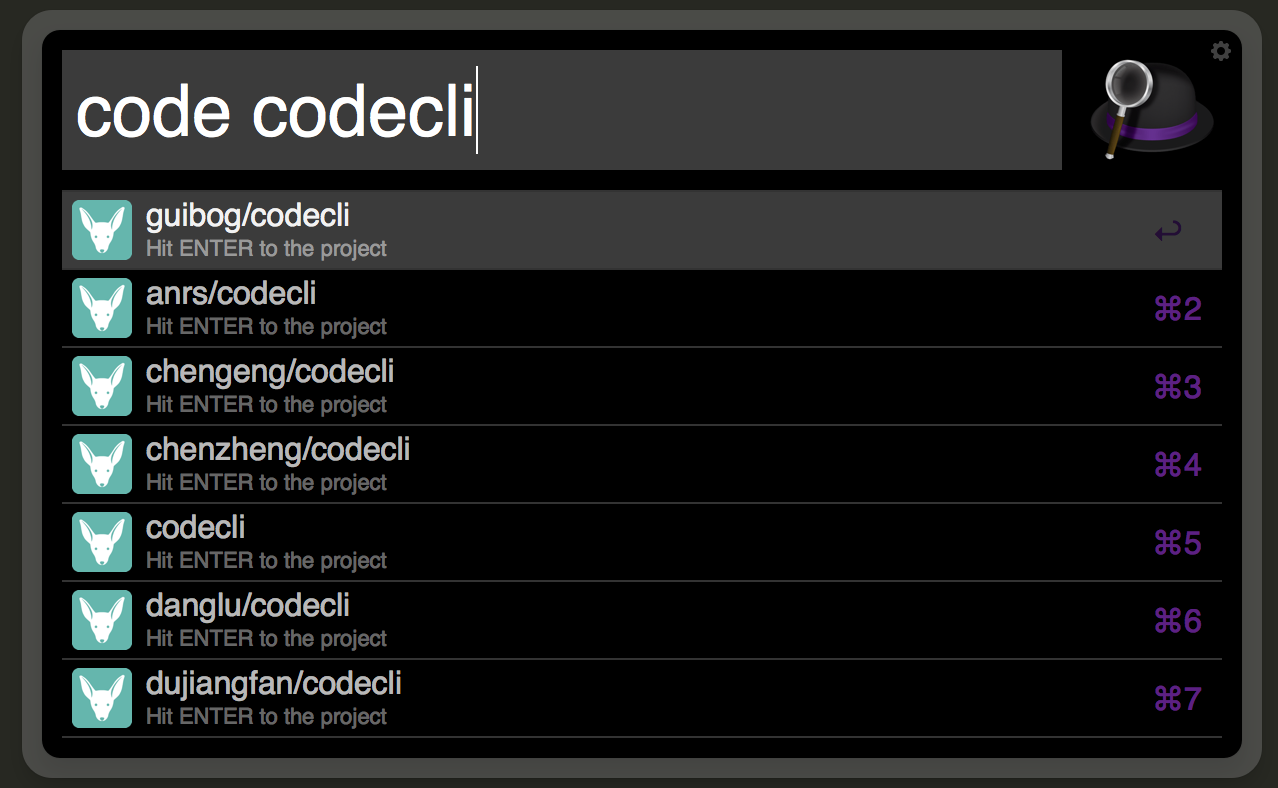 code codecli
guibog/codecli
Hit ENTER to the project
↩
anrs/codecli
Hit ENTER to the project
⌘2
chengeng/codecli
Hit ENTER to the project
⌘3
chenzheng/codecli
Hit ENTER to the project
⌘4
codecli
Hit ENTER to the project
⌘5
danglu/codecli
Hit ENTER to the project
⌘6
dujiangfan/codecli
Hit ENTER to the project
⌘7